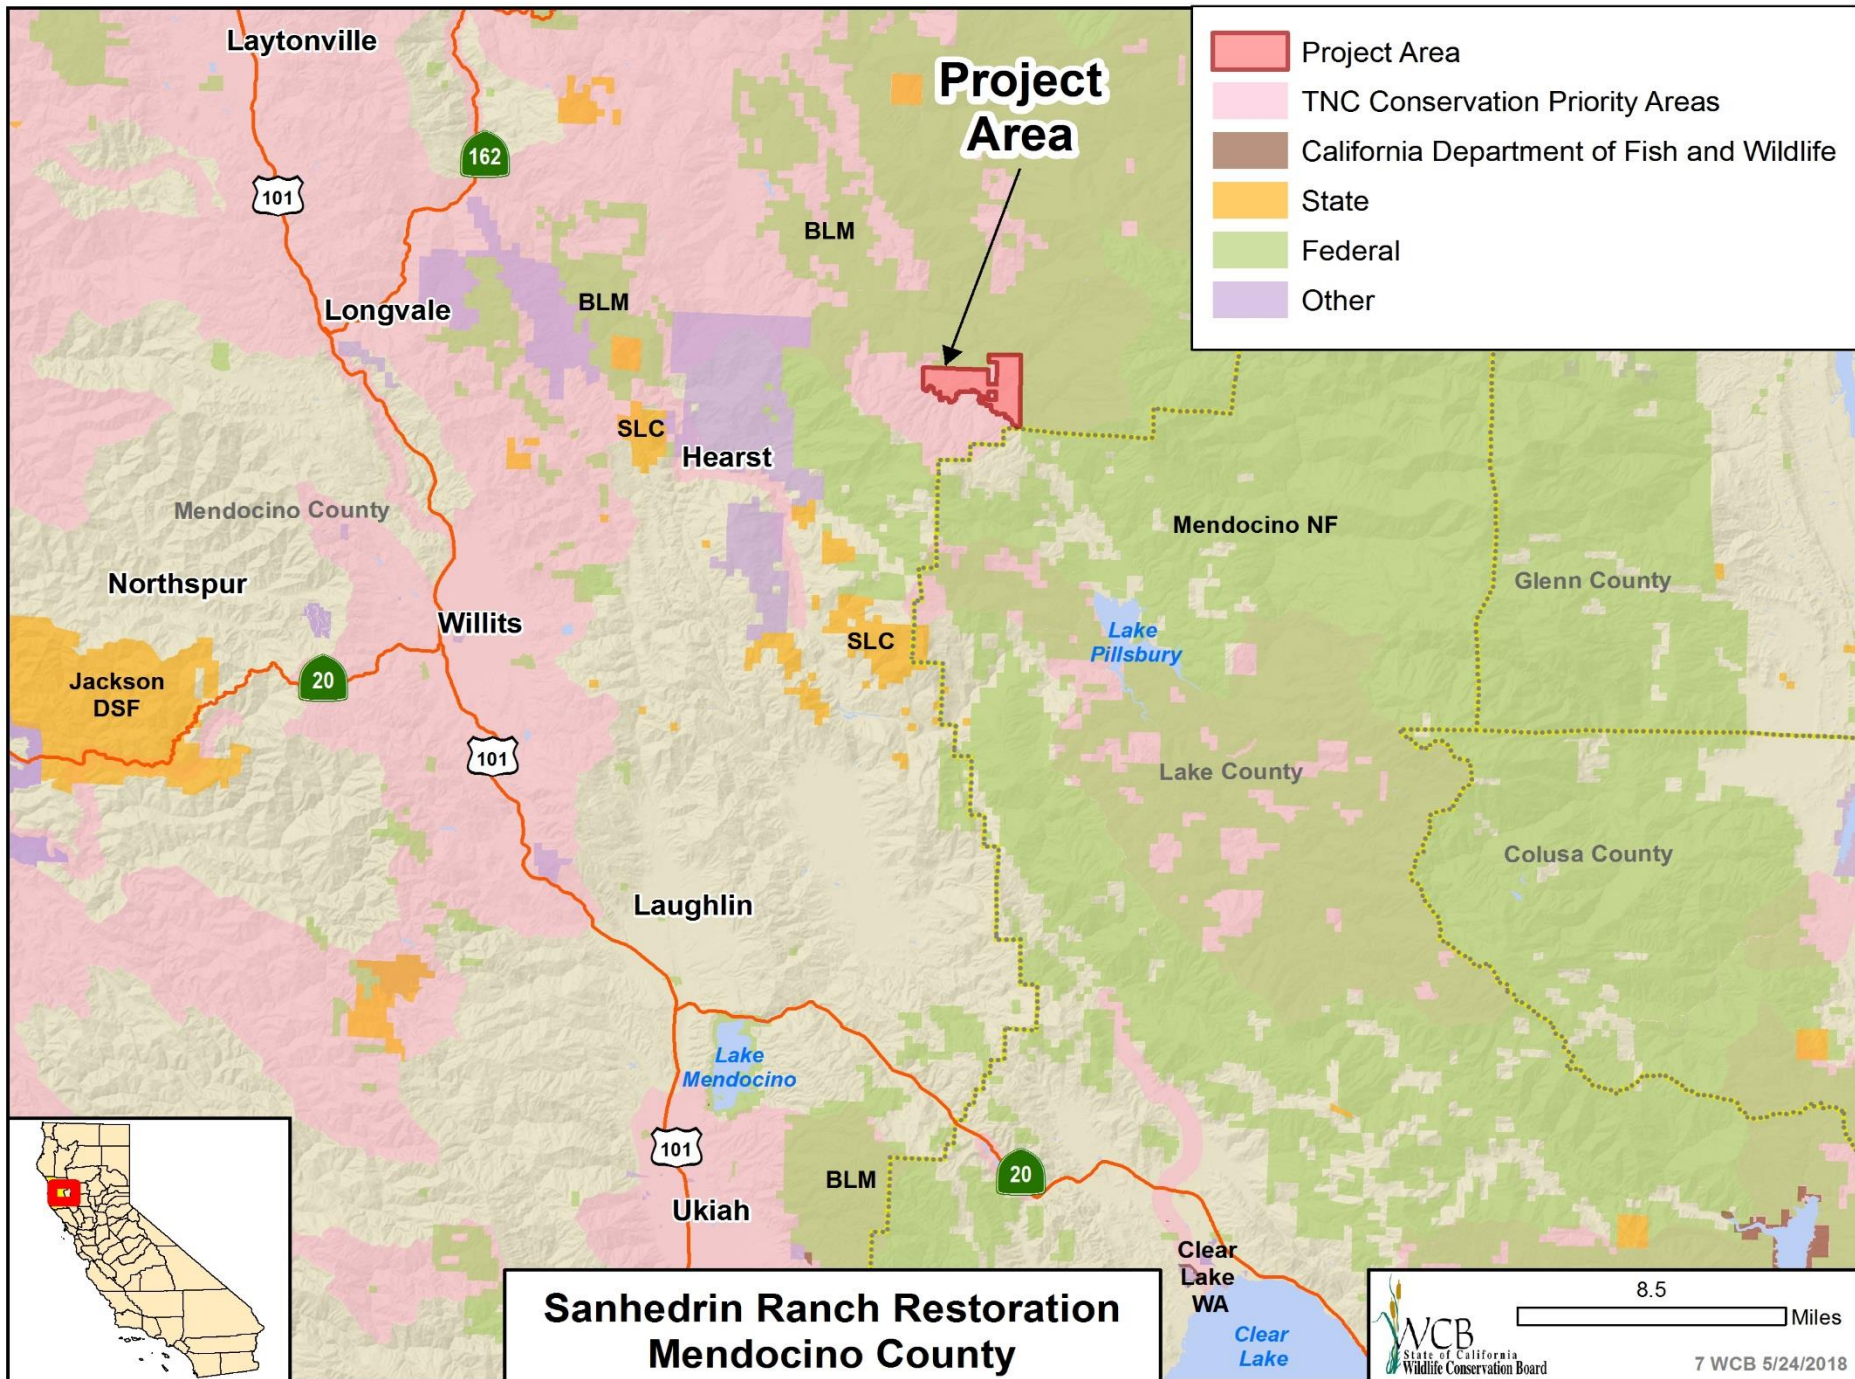 Laytonville
162
101
Project
Area
Project Area
TNC Conservation Priority Areas
California Department of Fish and Wildlife
State
Federal
Other
BLM
BLM
Longvale
SLC
Hearst
Mendocino County
Mendocino NF
Glenn County
Northspur
Willits
Lake
Pillsbury
SLC
Jackson
DSF
20
101
Lake County
Colusa County
Laughlin
Lake
Mendocino
101
BLM
20
Ukiah
Clear
Lake
WA
Clear
Lake
Sanhedrin Ranch Restoration
Mendocino County
8.5
Miles
WCB
State of California
Wildlife Conservation Board
7 WCB 5/24/2018